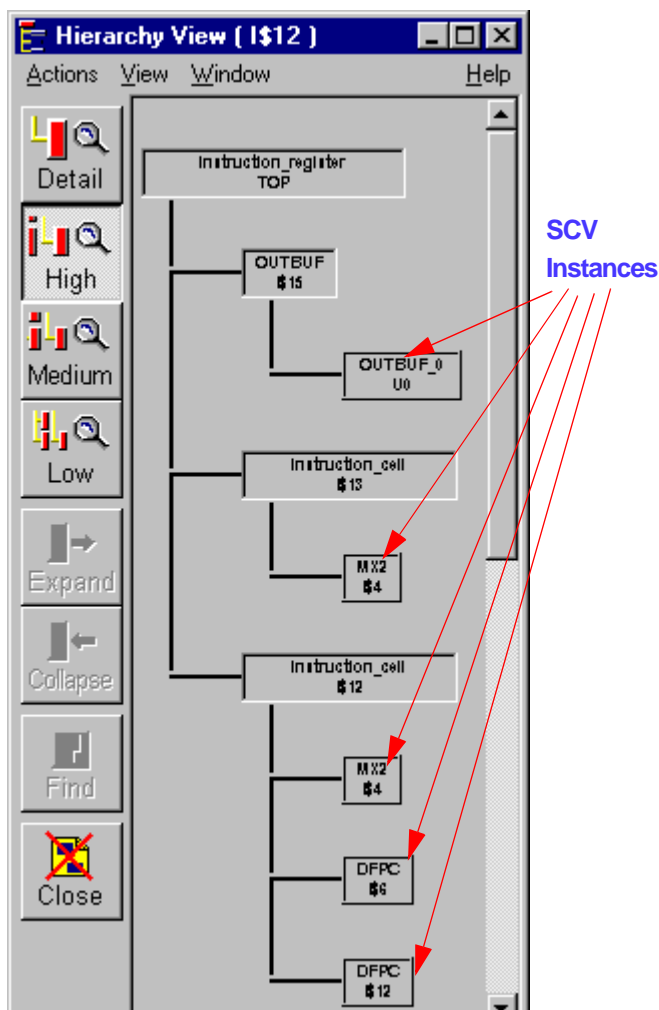 Hierarchy View ( I$12 )
Actions View Window Help
Detail
High
Medium
Low
Expand
Collapse
Find
Close
instruction_register
TOP
OUTBUF
I$15
OUTBUF_0
U0
instruction_cell
I$13
MX2
I$4
instruction_cell
I$12
MX2
I$4
DFPC
I$6
DFPC
I$12
SCV
Instances